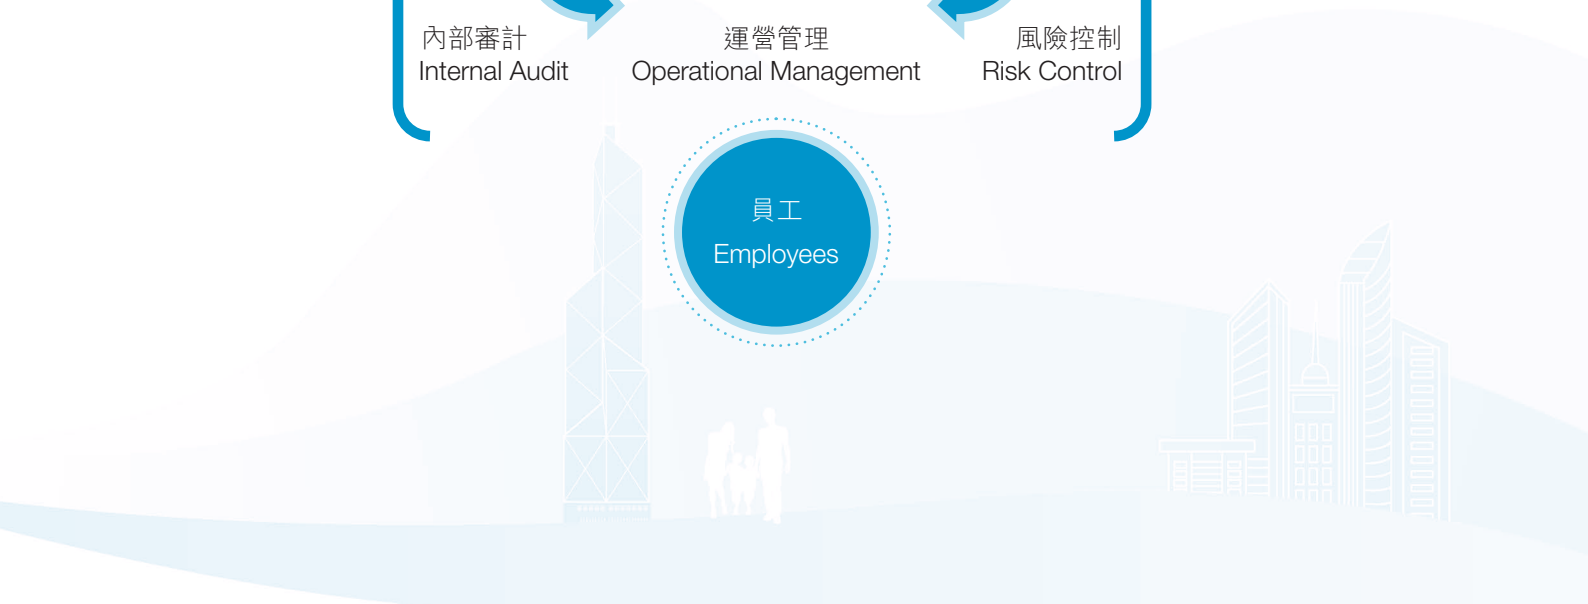 內部審計
Internal Audit
運營管理
Operational Management
風險控制
Risk Control
員工
Employees